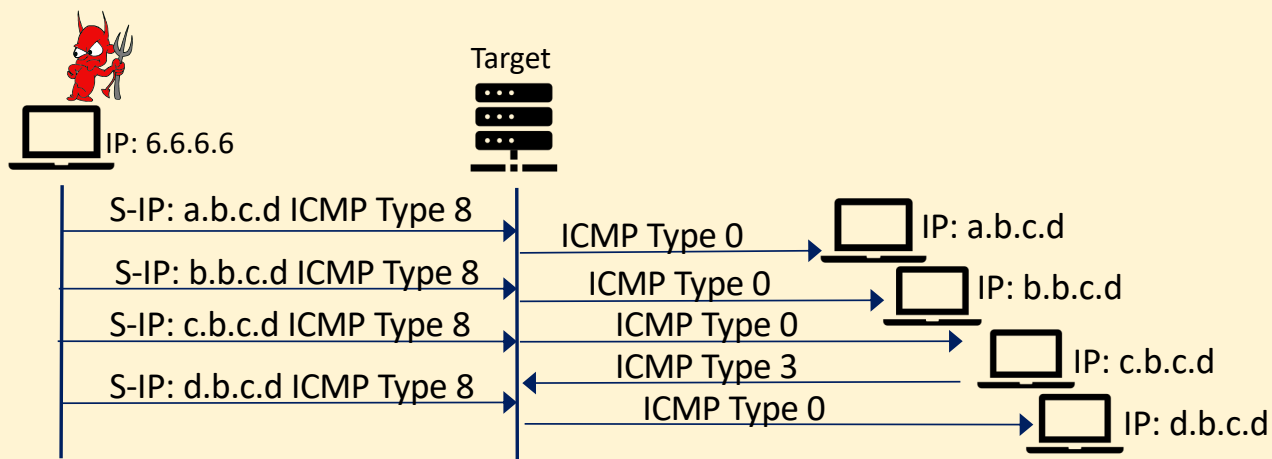 Target
IP: 6.6.6.6
S-IP: a.b.c.d ICMP Type 8
ICMP Type 0
IP: a.b.c.d
S-IP: b.b.c.d ICMP Type 8
ICMP Type 0
IP: b.b.c.d
S-IP: c.b.c.d ICMP Type 8
ICMP Type 0
ICMP Type 3
IP: c.b.c.d
S-IP: d.b.c.d ICMP Type 8
ICMP Type 0
IP: d.b.c.d